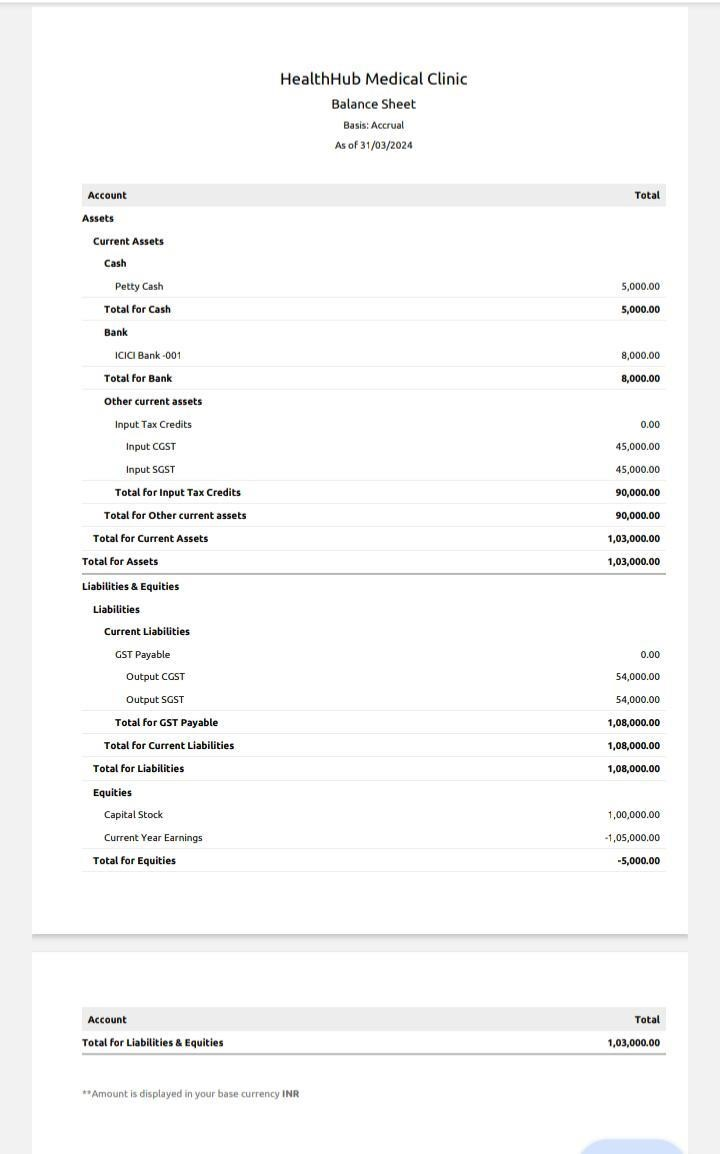 HealthHub Medical Clinic
Balance Sheet
Basis: Accrual
As of 31/03/2024
Account Total
Assets
Current Assets
Cash
Petty Cash 5,000.00
Total for Cash 5,000.00
Bank
ICICI Bank -001 8,000.00
Total for Bank 8,000.00
Other current assets
Input Tax Credits 0.00
Input CGST 45,000.00
Input SGST 45,000.00
Total for Input Tax Credits 90,000.00
Total for Other current assets 90,000.00
Total for Current Assets 1,03,000.00
Total for Assets 1,03,000.00
Liabilities & Equities
Liabilities
Current Liabilities
GST Payable 0.00
Output CGST 54,000.00
Output SGST 54,000.00
Total for GST Payable 1,08,000.00
Total for Current Liabilities 1,08,000.00
Total for Liabilities 1,08,000.00
Equities
Capital Stock 1,00,000.00
Current Year Earnings -1,05,000.00
Total for Equities -5,000.00
Account Total
Total for Liabilities & Equities 1,03,000.00
**Amount is displayed in your base currency INR